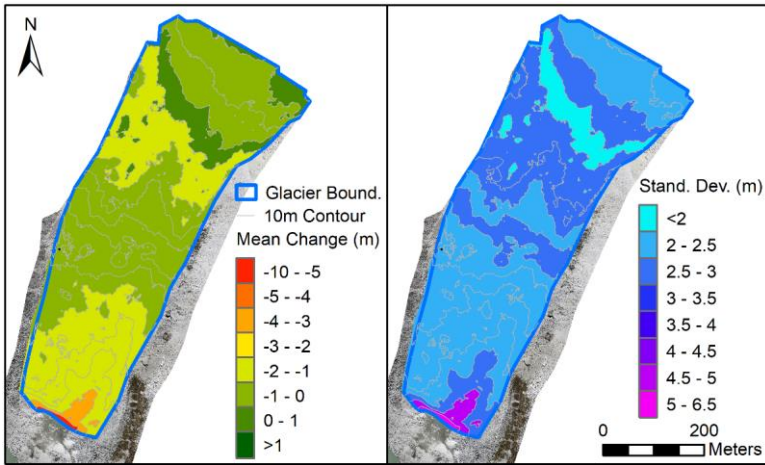 N
Glacier Bound.
10m Contour
Mean Change (m)
-10 - -5
-5 - -4
-4 - -3
-3 - -2
-2 - -1
-1 - 0
0 - 1
>1
Stand. Dev. (m)
<2
2 - 2.5
2.5 - 3
3 - 3.5
3.5 - 4
4 - 4.5
4.5 - 5
5 - 6.5
0 200
Meters